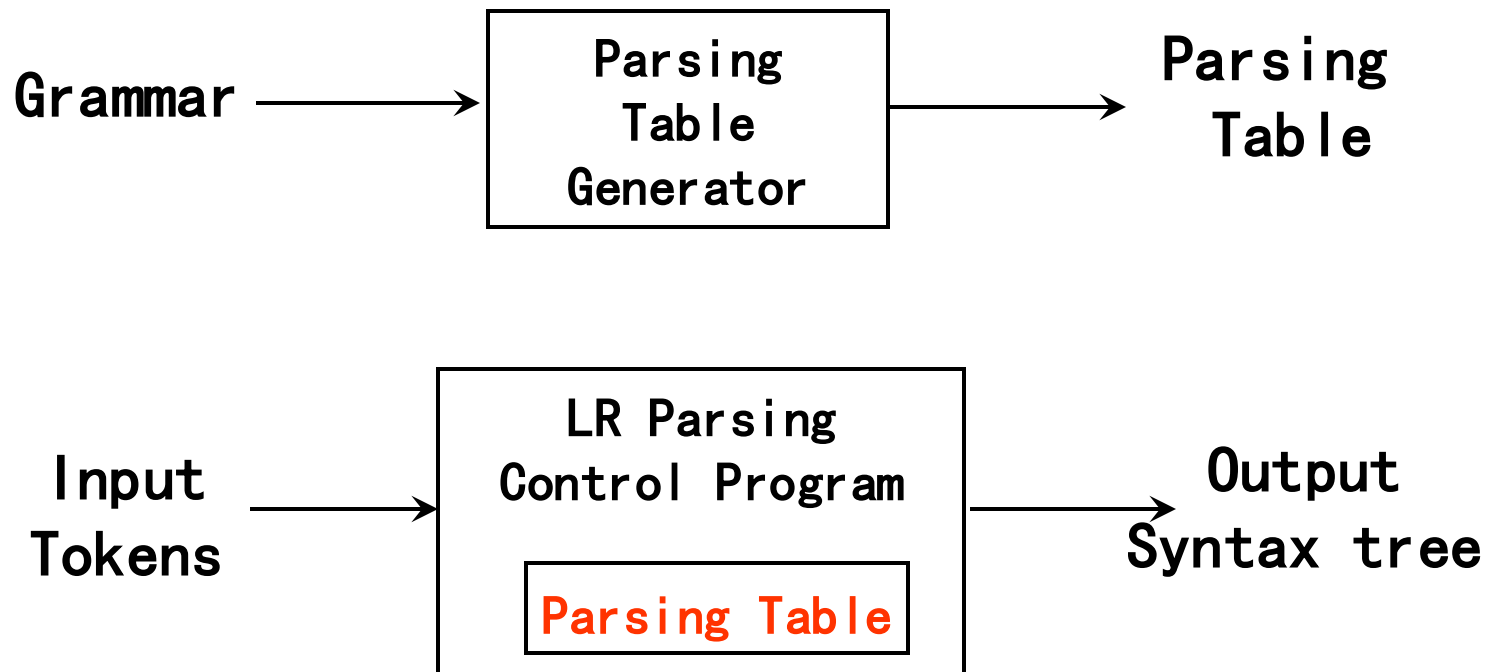 Grammar
Parsing
Table
Generator
Parsing
Table
Input
Tokens
LR Parsing
Control Program
Parsing Table
Output
Syntax tree